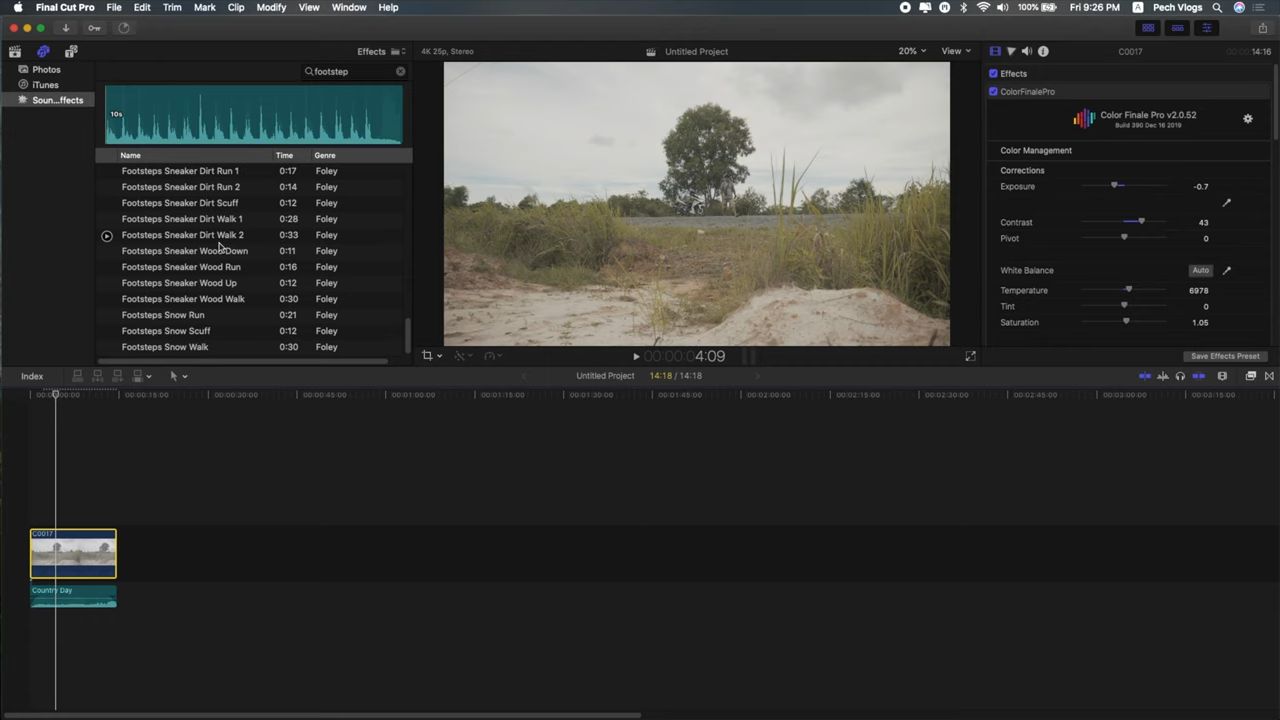 Final Cut Pro File Edit Trim Mark Clip Modify View Window Help 100% A Fri 9:26 PM Pech Vlogs
Effects 4K 25p, Stereo Untitled Project 20% View C0017 00:00:14:16
Photos
iTunes
Soun...ffects
footstep
10s
Name Time Genre
Footsteps Sneaker Dirt Run 1 0:17 Foley
Footsteps Sneaker Dirt Run 2 0:14 Foley
Footsteps Sneaker Dirt Scuff 0:12 Foley
Footsteps Sneaker Dirt Walk 1 0:28 Foley
Footsteps Sneaker Dirt Walk 2 0:33 Foley
Footsteps Sneaker Wood Down 0:11 Foley
Footsteps Sneaker Wood Run 0:16 Foley
Footsteps Sneaker Wood Up 0:12 Foley
Footsteps Sneaker Wood Walk 0:30 Foley
Footsteps Snow Run 0:21 Foley
Footsteps Snow Scuff 0:12 Foley
Footsteps Snow Walk 0:30 Foley
00:00:04:09
Effects
ColorFinalePro
Color Finale Pro v2.0.52
Build 390 Dec 16 2019
Color Management
Corrections
Exposure -0.7
Contrast 43
Pivot 0
White Balance Auto
Temperature 6978
Tint 0
Saturation 1.05
Save Effects Preset
Index Untitled Project 14:18 / 14:18
00:00:15:00 00:00:30:00 00:00:45:00 00:01:00:00 00:01:15:00 00:01:30:00 00:01:45:00 00:02:00:00 00:02:15:00 00:02:30:00 00:02:45:00 00:03:00:00 00:03:15:00
C0017
Country Day